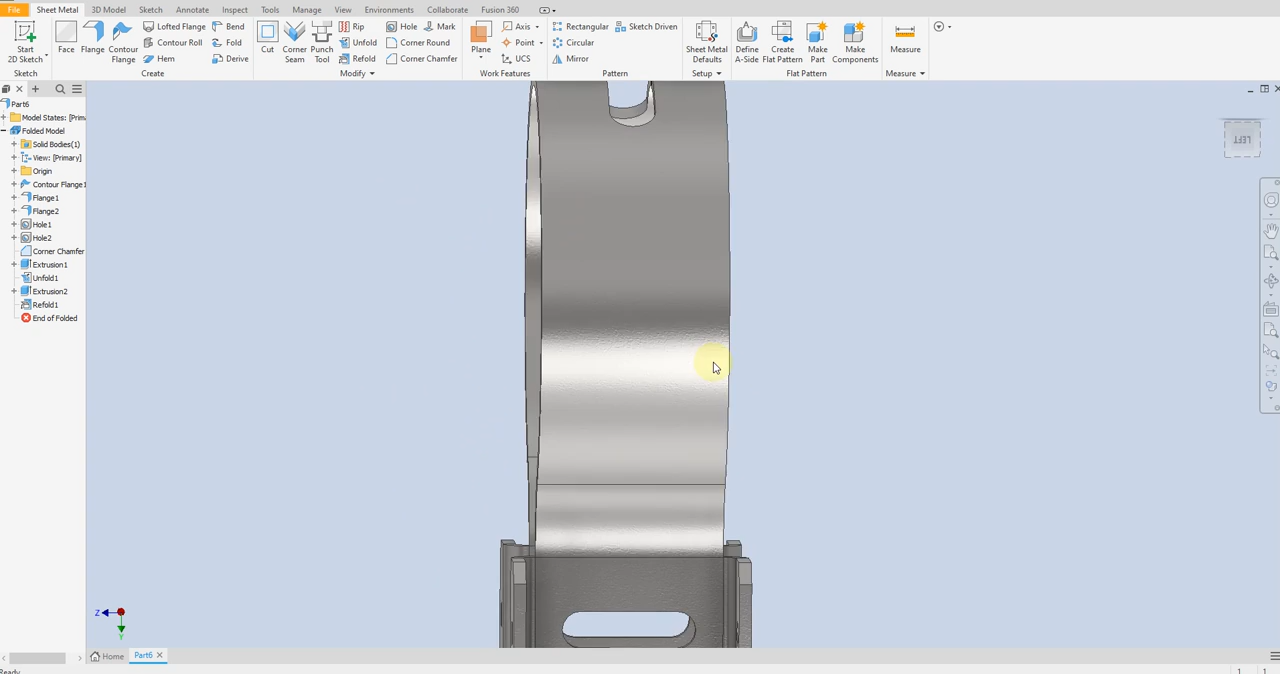 File Sheet Metal 3D Model Sketch Annotate Inspect Tools Manage View Environments Collaborate Fusion 360
Start 2D Sketch
Face
Flange
Contour Flange
Lofted Flange
Contour Roll
Hem
Bend
Fold
Derive
Cut
Corner Seam
Punch Tool
Rip
Unfold
Refold
Hole
Corner Round
Corner Chamfer
Mark
Plane
Axis
Point
UCS
Rectangular
Circular
Mirror
Sketch Driven
Sheet Metal Defaults
Define A-Side
Create Flat Pattern
Make Part
Make Components
Measure
Sketch Create Modify Work Features Pattern Setup Flat Pattern Measure
Part6
Model States: [Prima
Folded Model
Solid Bodies(1)
View: [Primary]
Origin
Contour Flange1
Flange1
Flange2
Hole1
Hole2
Corner Chamfer
Extrusion1
Unfold1
Extrusion2
Refold1
End of Folded
LEFT
Z
Y
Home Part6
Ready
1 1